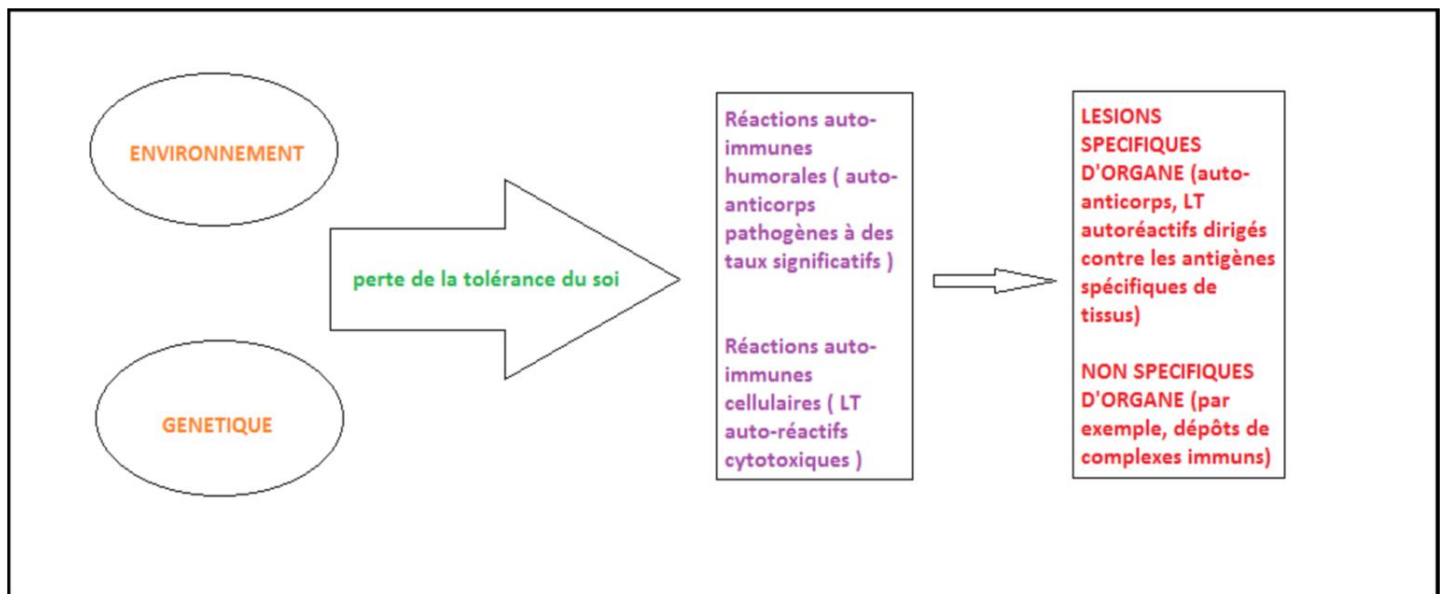 ENVIRONNEMENT
GENETIQUE
perte de la tolérance du soi
Réactions auto-
immunes
humorales ( auto-
anticorps
pathogènes à des
taux significatifs )
Réactions auto-
immunes
cellulaires ( LT
auto-réactifs
cytotoxiques )
LESIONS
SPECIFIQUES
D'ORGANE (auto-
anticorps, LT
autoréactifs dirigés
contre les antigènes
spécifiques de
tissus)
NON SPECIFIQUES
D'ORGANE (par
exemple, dépôts de
complexes immuns)